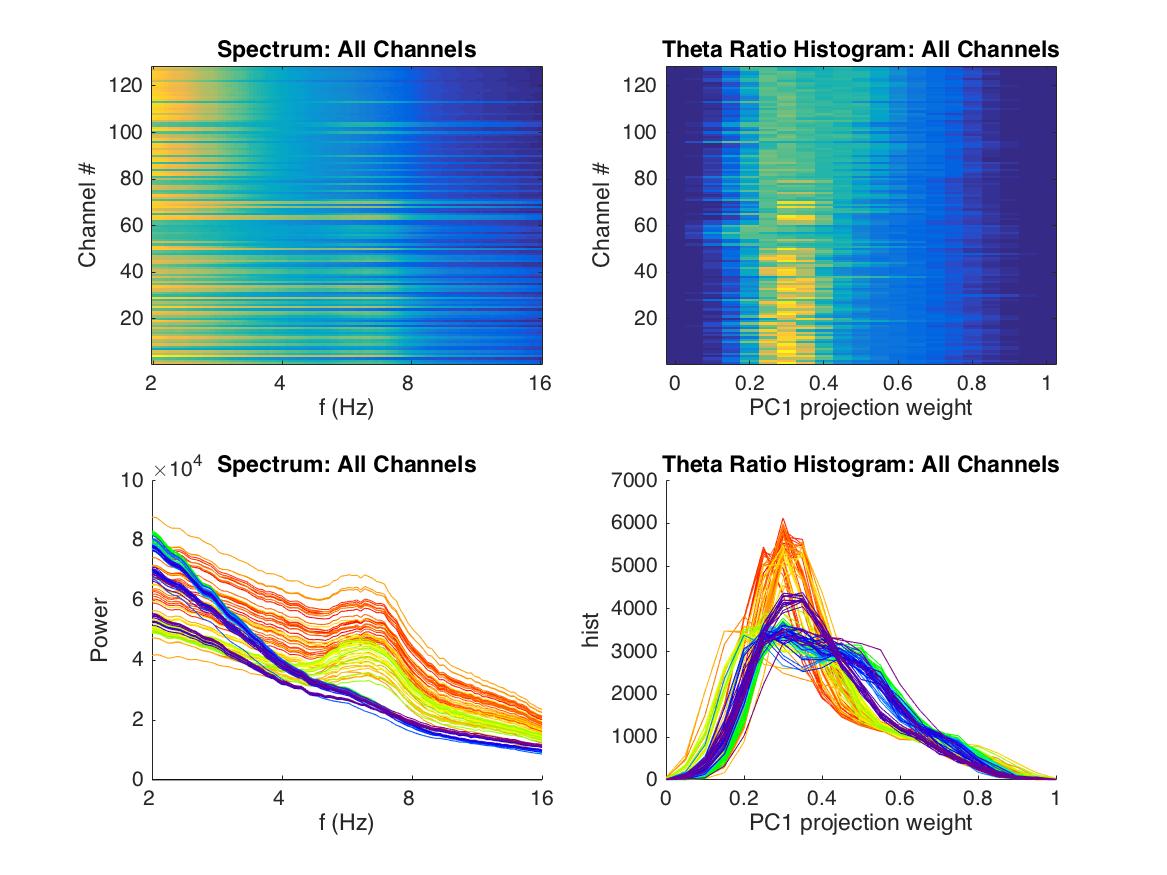 Spectrum: All Channels
120
100
80
60
40
20
Channel #
2 4 8 16
f (Hz)
Theta Ratio Histogram: All Channels
120
100
80
60
40
20
Channel #
0 0.2 0.4 0.6 0.8 1
PC1 projection weight
×10⁴ Spectrum: All Channels
10
8
6
4
2
0
Power
2 4 8 16
f (Hz)
Theta Ratio Histogram: All Channels
7000
6000
5000
4000
3000
2000
1000
0
hist
0 0.2 0.4 0.6 0.8 1
PC1 projection weight